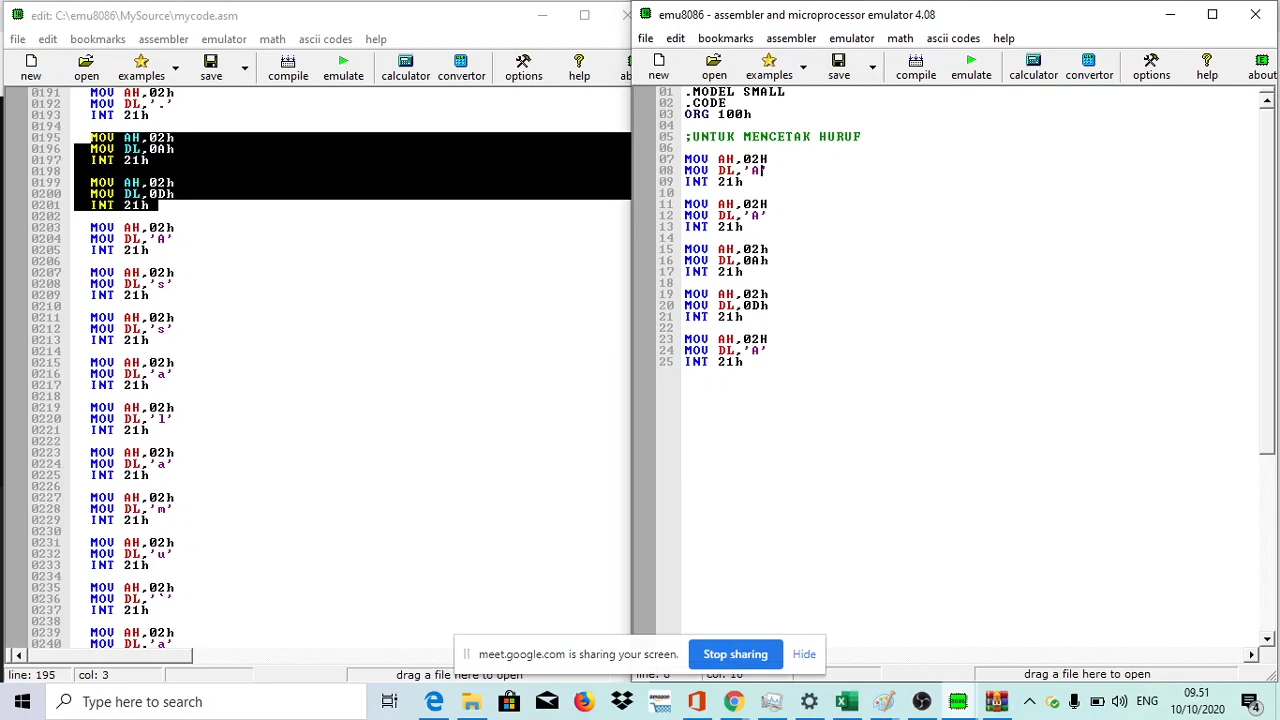 edit: C:\emu8086\MySource\mycode.asm
file edit bookmarks assembler emulator math ascii codes help
new open examples save compile emulate calculator convertor options help ab
0191 MOV AH,02h
0192 MOV DL,'.'
0193 INT 21h
0194
0195 MOV AH,02h
0196 MOV DL,0Ah
0197 INT 21h
0198
0199 MOV AH,02h
0200 MOV DL,0Dh
0201 INT 21h
0202
0203 MOV AH,02h
0204 MOV DL,'A'
0205 INT 21h
0206
0207 MOV AH,02h
0208 MOV DL,'s'
0209 INT 21h
0210
0211 MOV AH,02h
0212 MOV DL,'s'
0213 INT 21h
0214
0215 MOV AH,02h
0216 MOV DL,'a'
0217 INT 21h
0218
0219 MOV AH,02h
0220 MOV DL,'l'
0221 INT 21h
0222
0223 MOV AH,02h
0224 MOV DL,'a'
0225 INT 21h
0226
0227 MOV AH,02h
0228 MOV DL,'m'
0229 INT 21h
0230
0231 MOV AH,02h
0232 MOV DL,'u'
0233 INT 21h
0234
0235 MOV AH,02h
0236 MOV DL,'`'
0237 INT 21h
0238
0239 MOV AH,02h
0240 MOV DL,'a'
line: 195 col: 3 drag a file here to open
emu8086 - assembler and microprocessor emulator 4.08
file edit bookmarks assembler emulator math ascii codes help
new open examples save compile emulate calculator convertor options help about
01 .MODEL SMALL
02 .CODE
03 ORG 100h
04
05 ;UNTUK MENCETAK HURUF
06
07 MOV AH,02H
08 MOV DL,'A'
09 INT 21h
10
11 MOV AH,02H
12 MOV DL,'A'
13 INT 21h
14
15 MOV AH,02h
16 MOV DL,0Ah
17 INT 21h
18
19 MOV AH,02h
20 MOV DL,0Dh
21 INT 21h
22
23 MOV AH,02H
24 MOV DL,'A'
25 INT 21h
drag a file here to open
meet.google.com is sharing your screen. Stop sharing Hide
Type here to search
ENG
09.51
10/10/2020
4